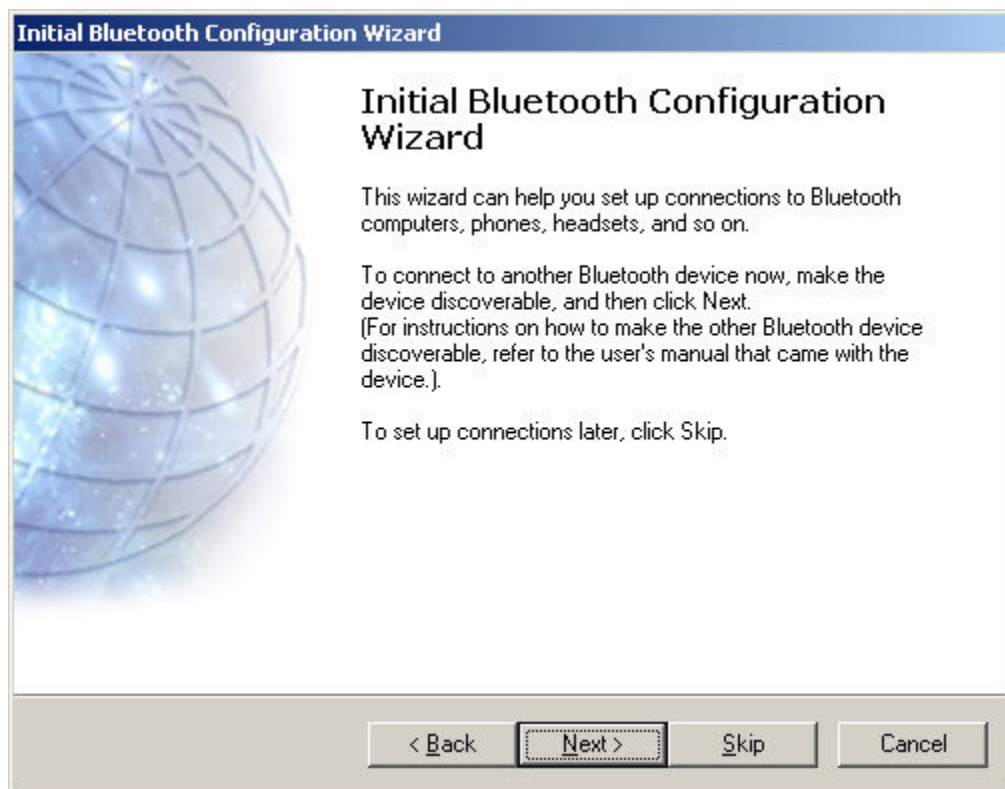 Initial Bluetooth Configuration Wizard
Initial Bluetooth Configuration
Wizard
This wizard can help you set up connections to Bluetooth
computers, phones, headsets, and so on.
To connect to another Bluetooth device now, make the
device discoverable, and then click Next.
(For instructions on how to make the other Bluetooth device
discoverable, refer to the user's manual that came with the
device.).
To set up connections later, click Skip.
< Back Next > Skip Cancel